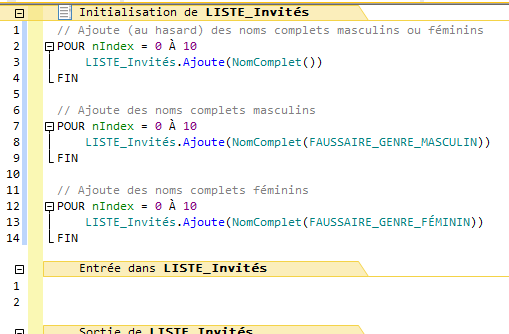 Initialisation de LISTE_Invités
1 // Ajoute (au hasard) des noms complets masculins ou féminins
2 POUR nIndex = 0 À 10
3 LISTE_Invités.Ajoute(NomComplet())
4 FIN
5
6 // Ajoute des noms complets masculins
7 POUR nIndex = 0 À 10
8 LISTE_Invités.Ajoute(NomComplet(FAUSSAIRE_GENRE_MASCULIN))
9 FIN
10
11 // Ajoute des noms complets féminins
12 POUR nIndex = 0 À 10
13 LISTE_Invités.Ajoute(NomComplet(FAUSSAIRE_GENRE_FÉMININ))
14 FIN
Entrée dans LISTE_Invités
1
2
Sortie de LISTE_Invités